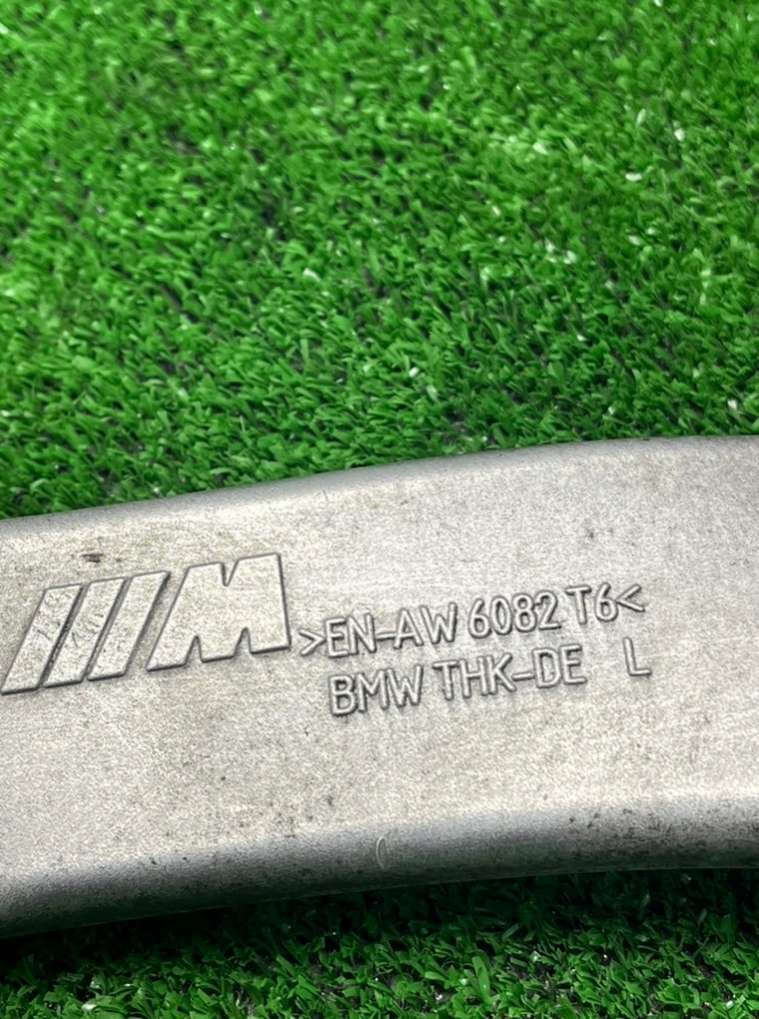 ///M >EN-AW 6082 T6<
BMW THK-DE L